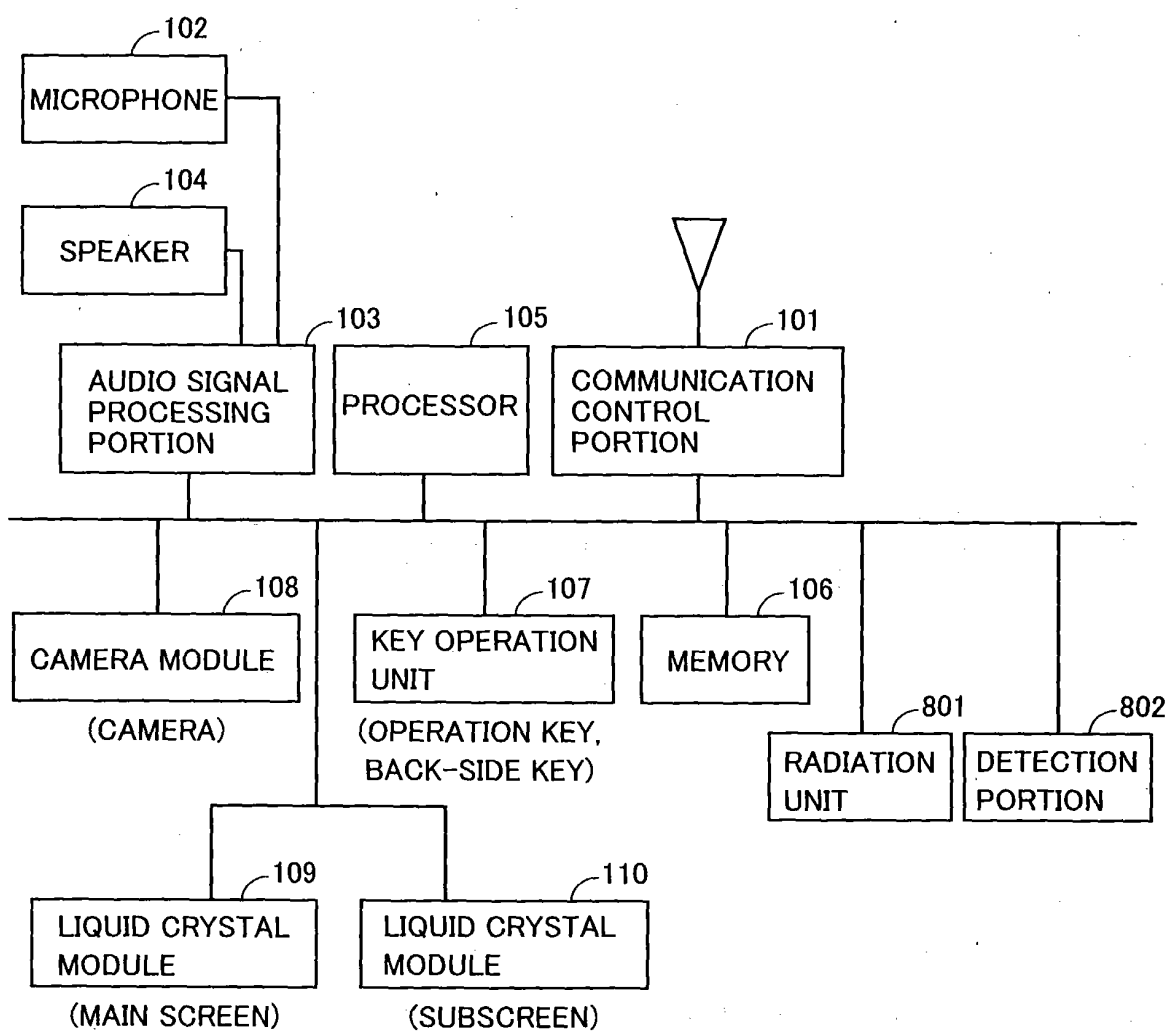 102
MICROPHONE
104
SPEAKER
103
AUDIO SIGNAL
PROCESSING
PORTION
105
PROCESSOR
101
COMMUNICATION
CONTROL
PORTION
108
CAMERA MODULE
(CAMERA)
107
KEY OPERATION
UNIT
(OPERATION KEY,
BACK-SIDE KEY)
106
MEMORY
801
RADIATION
UNIT
802
DETECTION
PORTION
109
LIQUID CRYSTAL
MODULE
(MAIN SCREEN)
110
LIQUID CRYSTAL
MODULE
(SUBSCREEN)